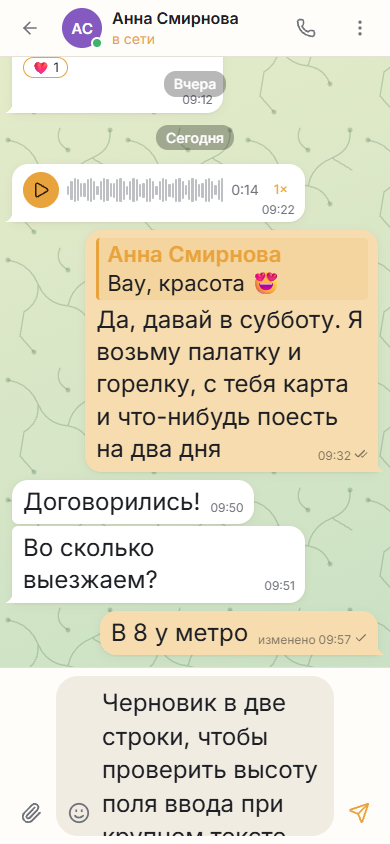 АС
Анна Смирнова
в сети
1
Вчера
09:12
Сегодня
0:14
1×
09:22
Анна Смирнова
Вау, красота 😍
Да, давай в субботу. Я
возьму палатку и
горелку, с тебя карта
и что-нибудь поесть
на два дня
09:32
Договорились! 09:50
Во сколько
выезжаем?
09:51
В 8 у метро изменено 09:57
Черновик в две
строки, чтобы
проверить высоту
поля ввода при
крупном тексте